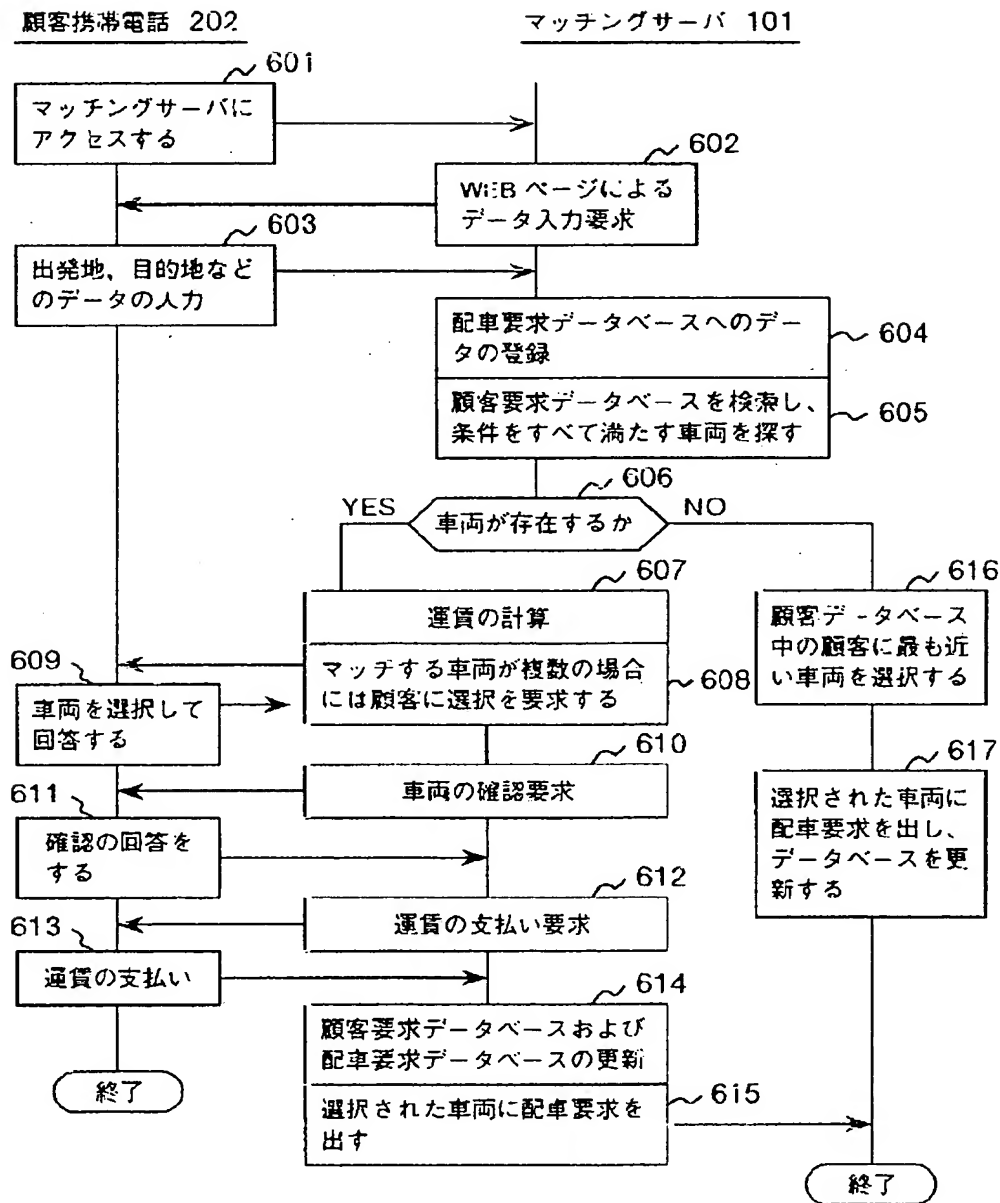 顧客携帯電話 202
マッチングサーバ 101
601
マッチングサーバに
アクセスする
602
WEB ページによる
データ入力要求
603
出発地，目的地など
のデータの入力
配車要求データベースへのデー
タの登録
604
顧客要求データベースを検索し、
条件をすべて満たす車両を探す
605
606
YES
車両が存在するか
NO
607
運賃の計算
マッチする車両が複数の場合
には顧客に選択を要求する
608
609
車両を選択して
回答する
610
車両の確認要求
611
確認の回答を
する
612
運賃の支払い要求
613
運賃の支払い
614
顧客要求データベースおよび
配車要求データベースの更新
選択された車両に配車要求を
出す
615
616
顧客データベース
中の顧客に最も近
い車両を選択する
617
選択された車両に
配車要求を出し、
データベースを更
新する
終了
終了